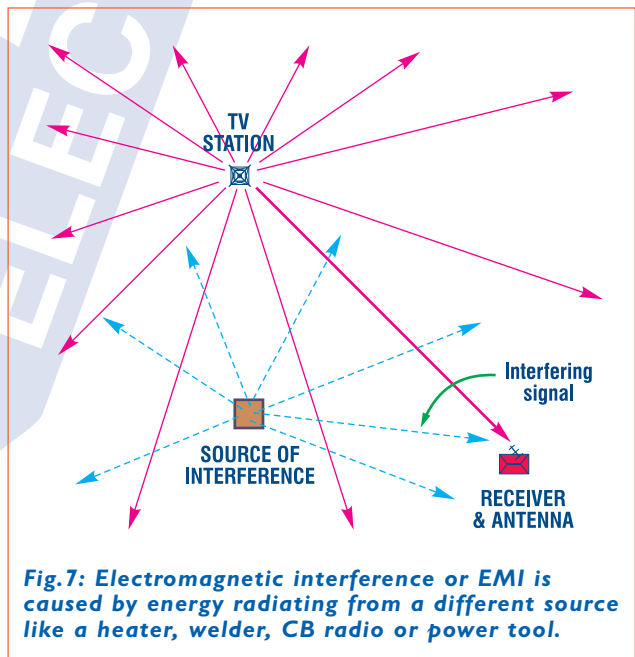 ELEC
TV
STATION
Interfering
signal
SOURCE OF
INTERFERENCE
RECEIVER
& ANTENNA
Fig.7: Electromagnetic interference or EMI is
caused by energy radiating from a different source
like a heater, welder, CB radio or power tool.